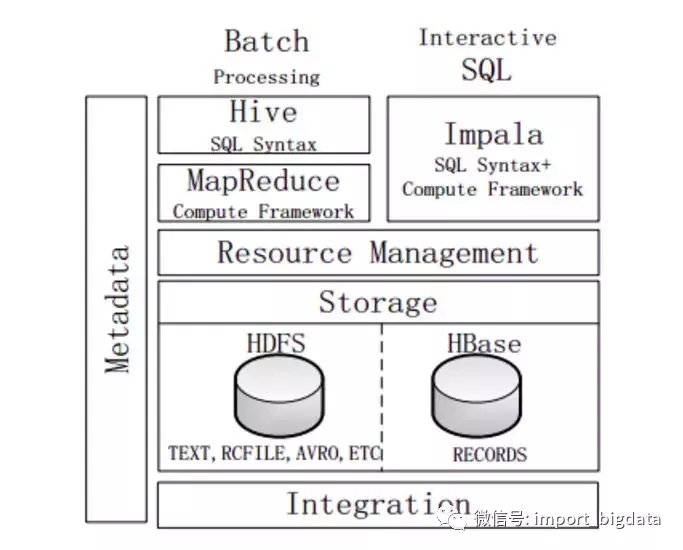 Batch
Processing
Interactive
SQL
Metadata
Hive
SQL Syntax
MapReduce
Compute Framework
Impala
SQL Syntax+
Compute Framework
Resource Management
Storage
HDFS
TEXT, RCFILE, AVRO, ETC
HBase
RECORDS
Integration
微信号: import_bigdata